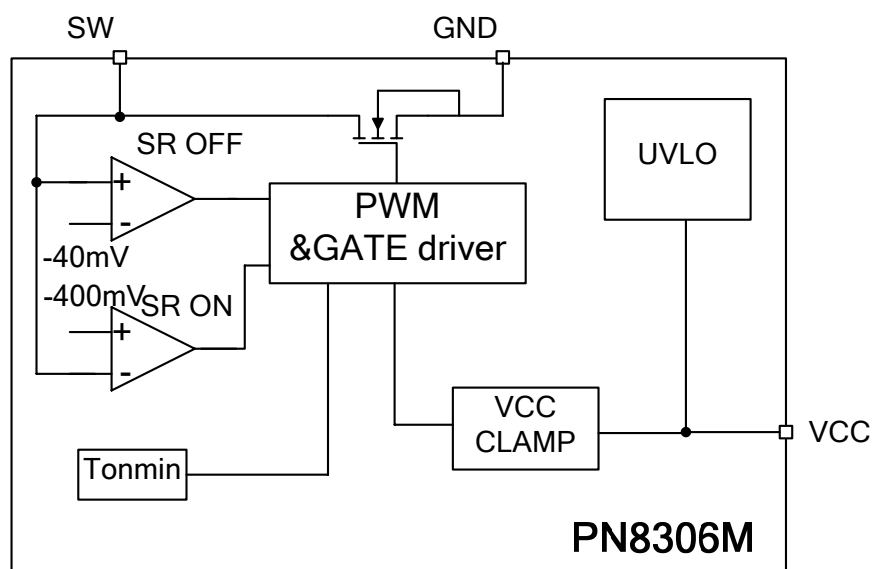 SW
GND
SR OFF
UVLO
+
-
PWM
&GATE driver
-40mV
-400mV
SR ON
+
-
VCC
CLAMP
VCC
Tonmin
PN8306M